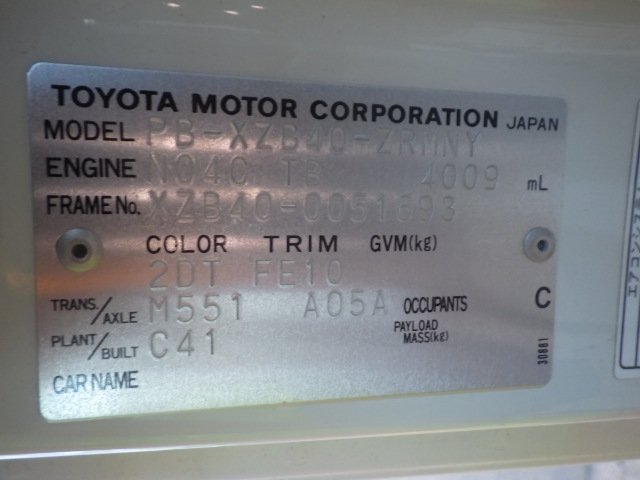 TOYOTA MOTOR CORPORATION JAPAN
MODEL PB-XZB40-ZRMNY
ENGINE N04C TB 4009 mL
FRAME No. XZB40-0051693
COLOR TRIM GVM(kg)
2DT FE10
TRANS./AXLE M551 A05A OCCUPANTS C
PAYLOAD MASS(kg)
PLANT/BUILT C41
30881
CAR NAME